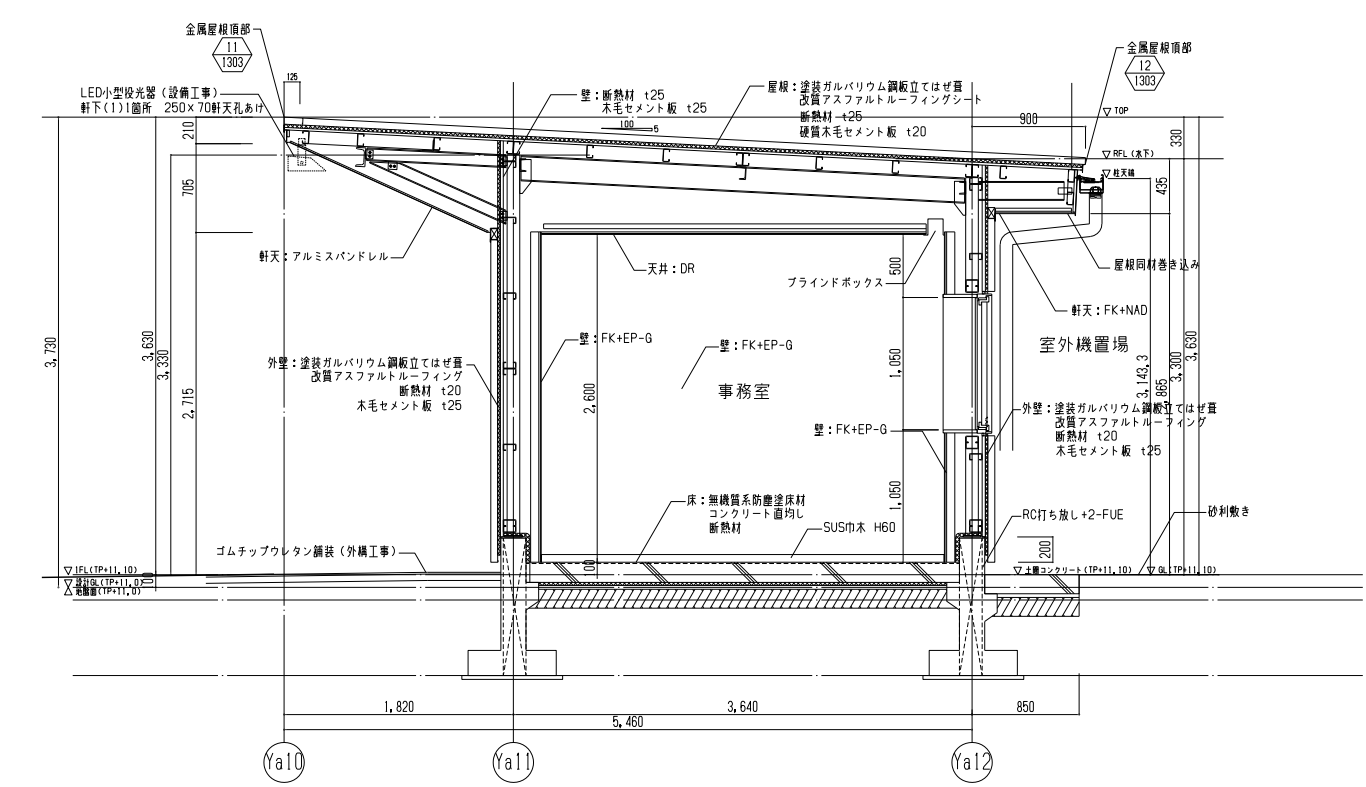 金属屋根頂部
11
1303
金属屋根頂部
12
1303
LED小型投光器（設備工事）
軒下(1)1箇所　250×70軒天孔あけ
125
壁：断熱材　t25
木毛セメント板　t25
100
5
屋根：塗装ガルバリウム鋼板立てはぜ葺
改質アスファルトルーフィングシート
断熱材　t25
硬質木毛セメント板　t20
900
TOP
RFL（水下）
柱天端
210
705
2,715
3,730
3,630
3,330
330
435
軒天：アルミスパンドレル
天井：DR
ブラインドボックス
屋根同材巻き込み
軒天：FK+NAD
室外機置場
壁：FK+EP-G
壁：FK+EP-G
事務室
壁：FK+EP-G
外壁：塗装ガルバリウム鋼板立てはぜ葺
改質アスファルトルーフィング
断熱材　t20
木毛セメント板　t25
2,600
500
1,050
1,050
3,143.3
865
3,300
3,630
外壁：塗装ガルバリウム鋼板立てはぜ葺
改質アスファルトルーフィング
断熱材　t20
木毛セメント板　t25
床：無機質系防塵塗床材
コンクリート直均し
断熱材
SUS巾木　H60
RC打ち放し+2-FUE
砂利敷き
200
ゴムチップウレタン舗装（外構工事）
100
1FL(TP+11.10)
設計GL(TP+11.0)
地盤面(TP+11.0)
100
土間コンクリート(TP+11.10)
GL(TP+11.10)
1,820
3,640
850
5,460
Ya10
Ya11
Ya12